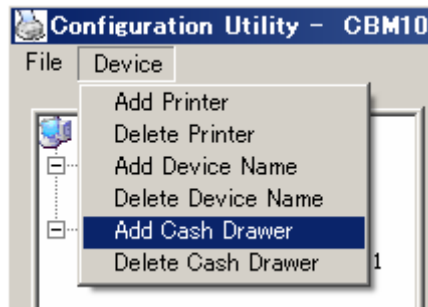 Configuration Utility - CBM10
File Device
Add Printer
Delete Printer
Add Device Name
Delete Device Name
Add Cash Drawer
Delete Cash Drawer 1